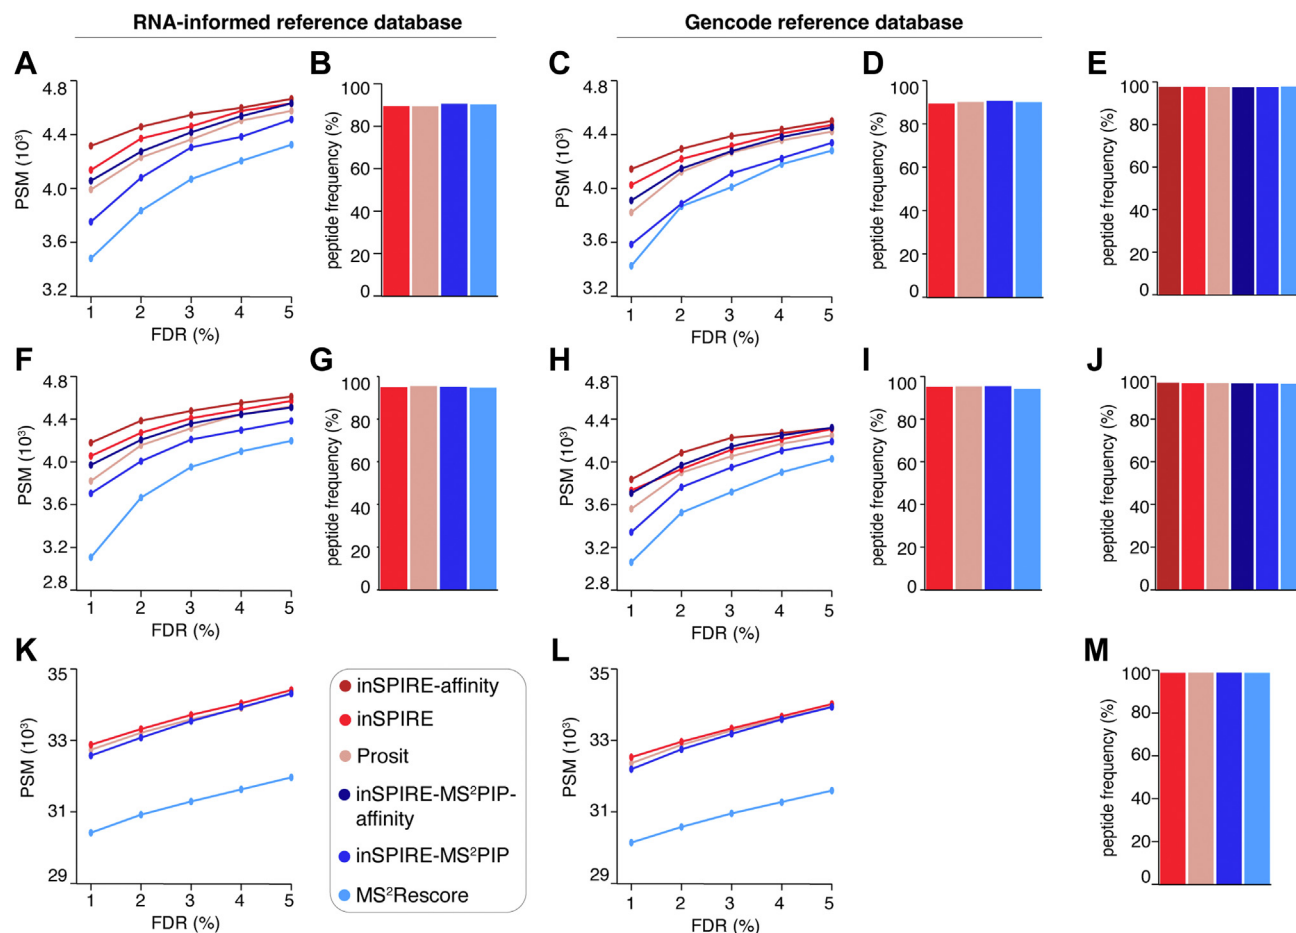 RNA-informed reference database
Gencode reference database
A
4.8
4.4
4.0
3.6
3.2
PSM (10³)
1 2 3 4 5
FDR (%)
B
100
80
60
40
20
0
peptide frequency (%)
C
4.8
4.4
4.0
3.6
3.2
PSM (10³)
1 2 3 4 5
FDR (%)
D
100
80
60
40
20
0
peptide frequency (%)
E
100
80
60
40
20
0
peptide frequency (%)
F
4.8
4.4
4.0
3.6
3.2
2.8
PSM (10³)
1 2 3 4 5
FDR (%)
G
100
80
60
40
20
0
peptide frequency (%)
H
4.8
4.4
4.0
3.6
3.2
2.8
PSM (10³)
1 2 3 4 5
FDR (%)
I
100
80
60
40
20
0
peptide frequency (%)
J
100
80
60
40
20
0
peptide frequency (%)
K
35
33
31
29
PSM (10³)
1 2 3 4 5
FDR (%)
inSPIRE-affinity
inSPIRE
Prosit
inSPIRE-MS²PIP-
affinity
inSPIRE-MS²PIP
MS²Rescore
L
35
33
31
29
PSM (10³)
1 2 3 4 5
FDR (%)
M
100
80
60
40
20
0
peptide frequency (%)